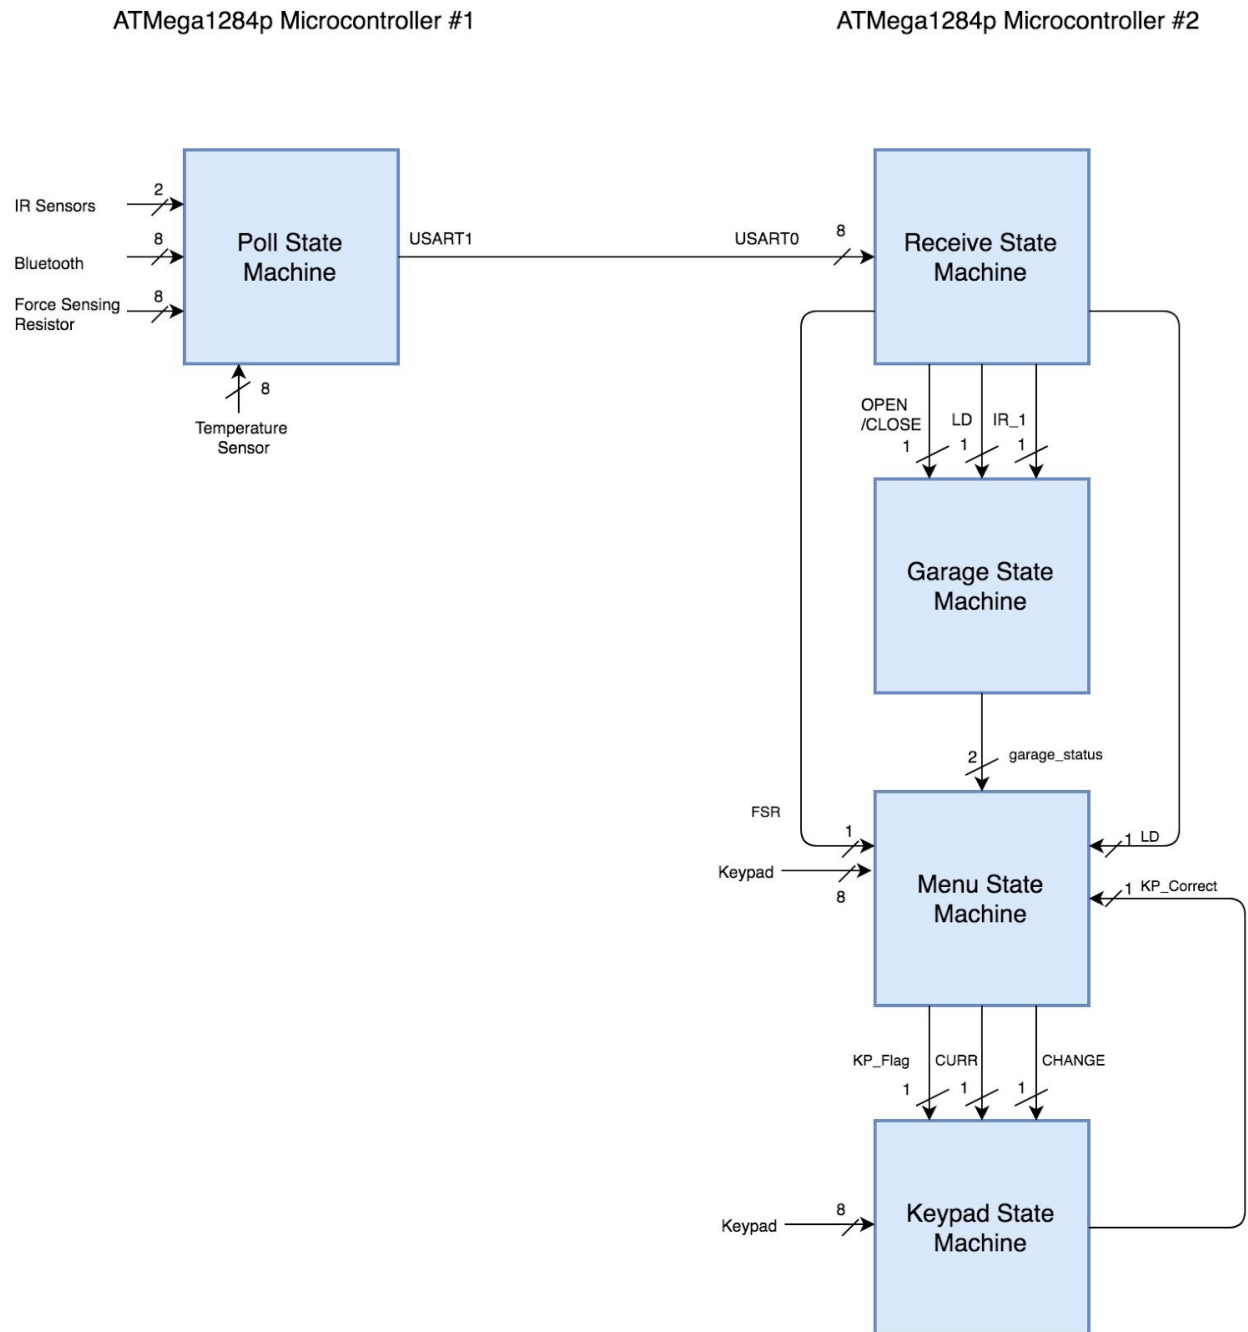 ATMega1284p Microcontroller #1
ATMega1284p Microcontroller #2
IR Sensors
2
Bluetooth
8
Force Sensing
Resistor
8
Poll State
Machine
8
Temperature
Sensor
USART1
USART0
8
Receive State
Machine
OPEN
/CLOSE
1
LD
1
IR_1
1
Garage State
Machine
2
garage_status
FSR
1
Keypad
8
1
LD
1
KP_Correct
Menu State
Machine
KP_Flag
1
CURR
1
CHANGE
1
Keypad
8
Keypad State
Machine